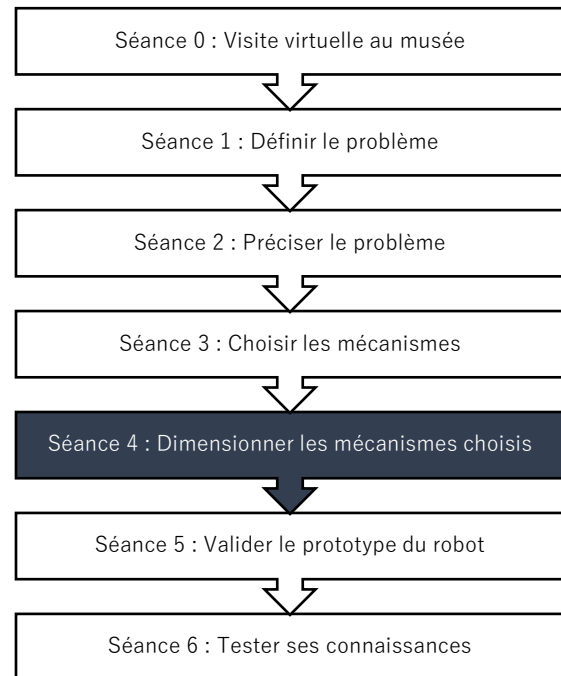 Séance 0 : Visite virtuelle au musée
Séance 1 : Définir le problème
Séance 2 : Préciser le problème
Séance 3 : Choisir les mécanismes
Séance 4 : Dimensionner les mécanismes choisis
Séance 5 : Valider le prototype du robot
Séance 6 : Tester ses connaissances